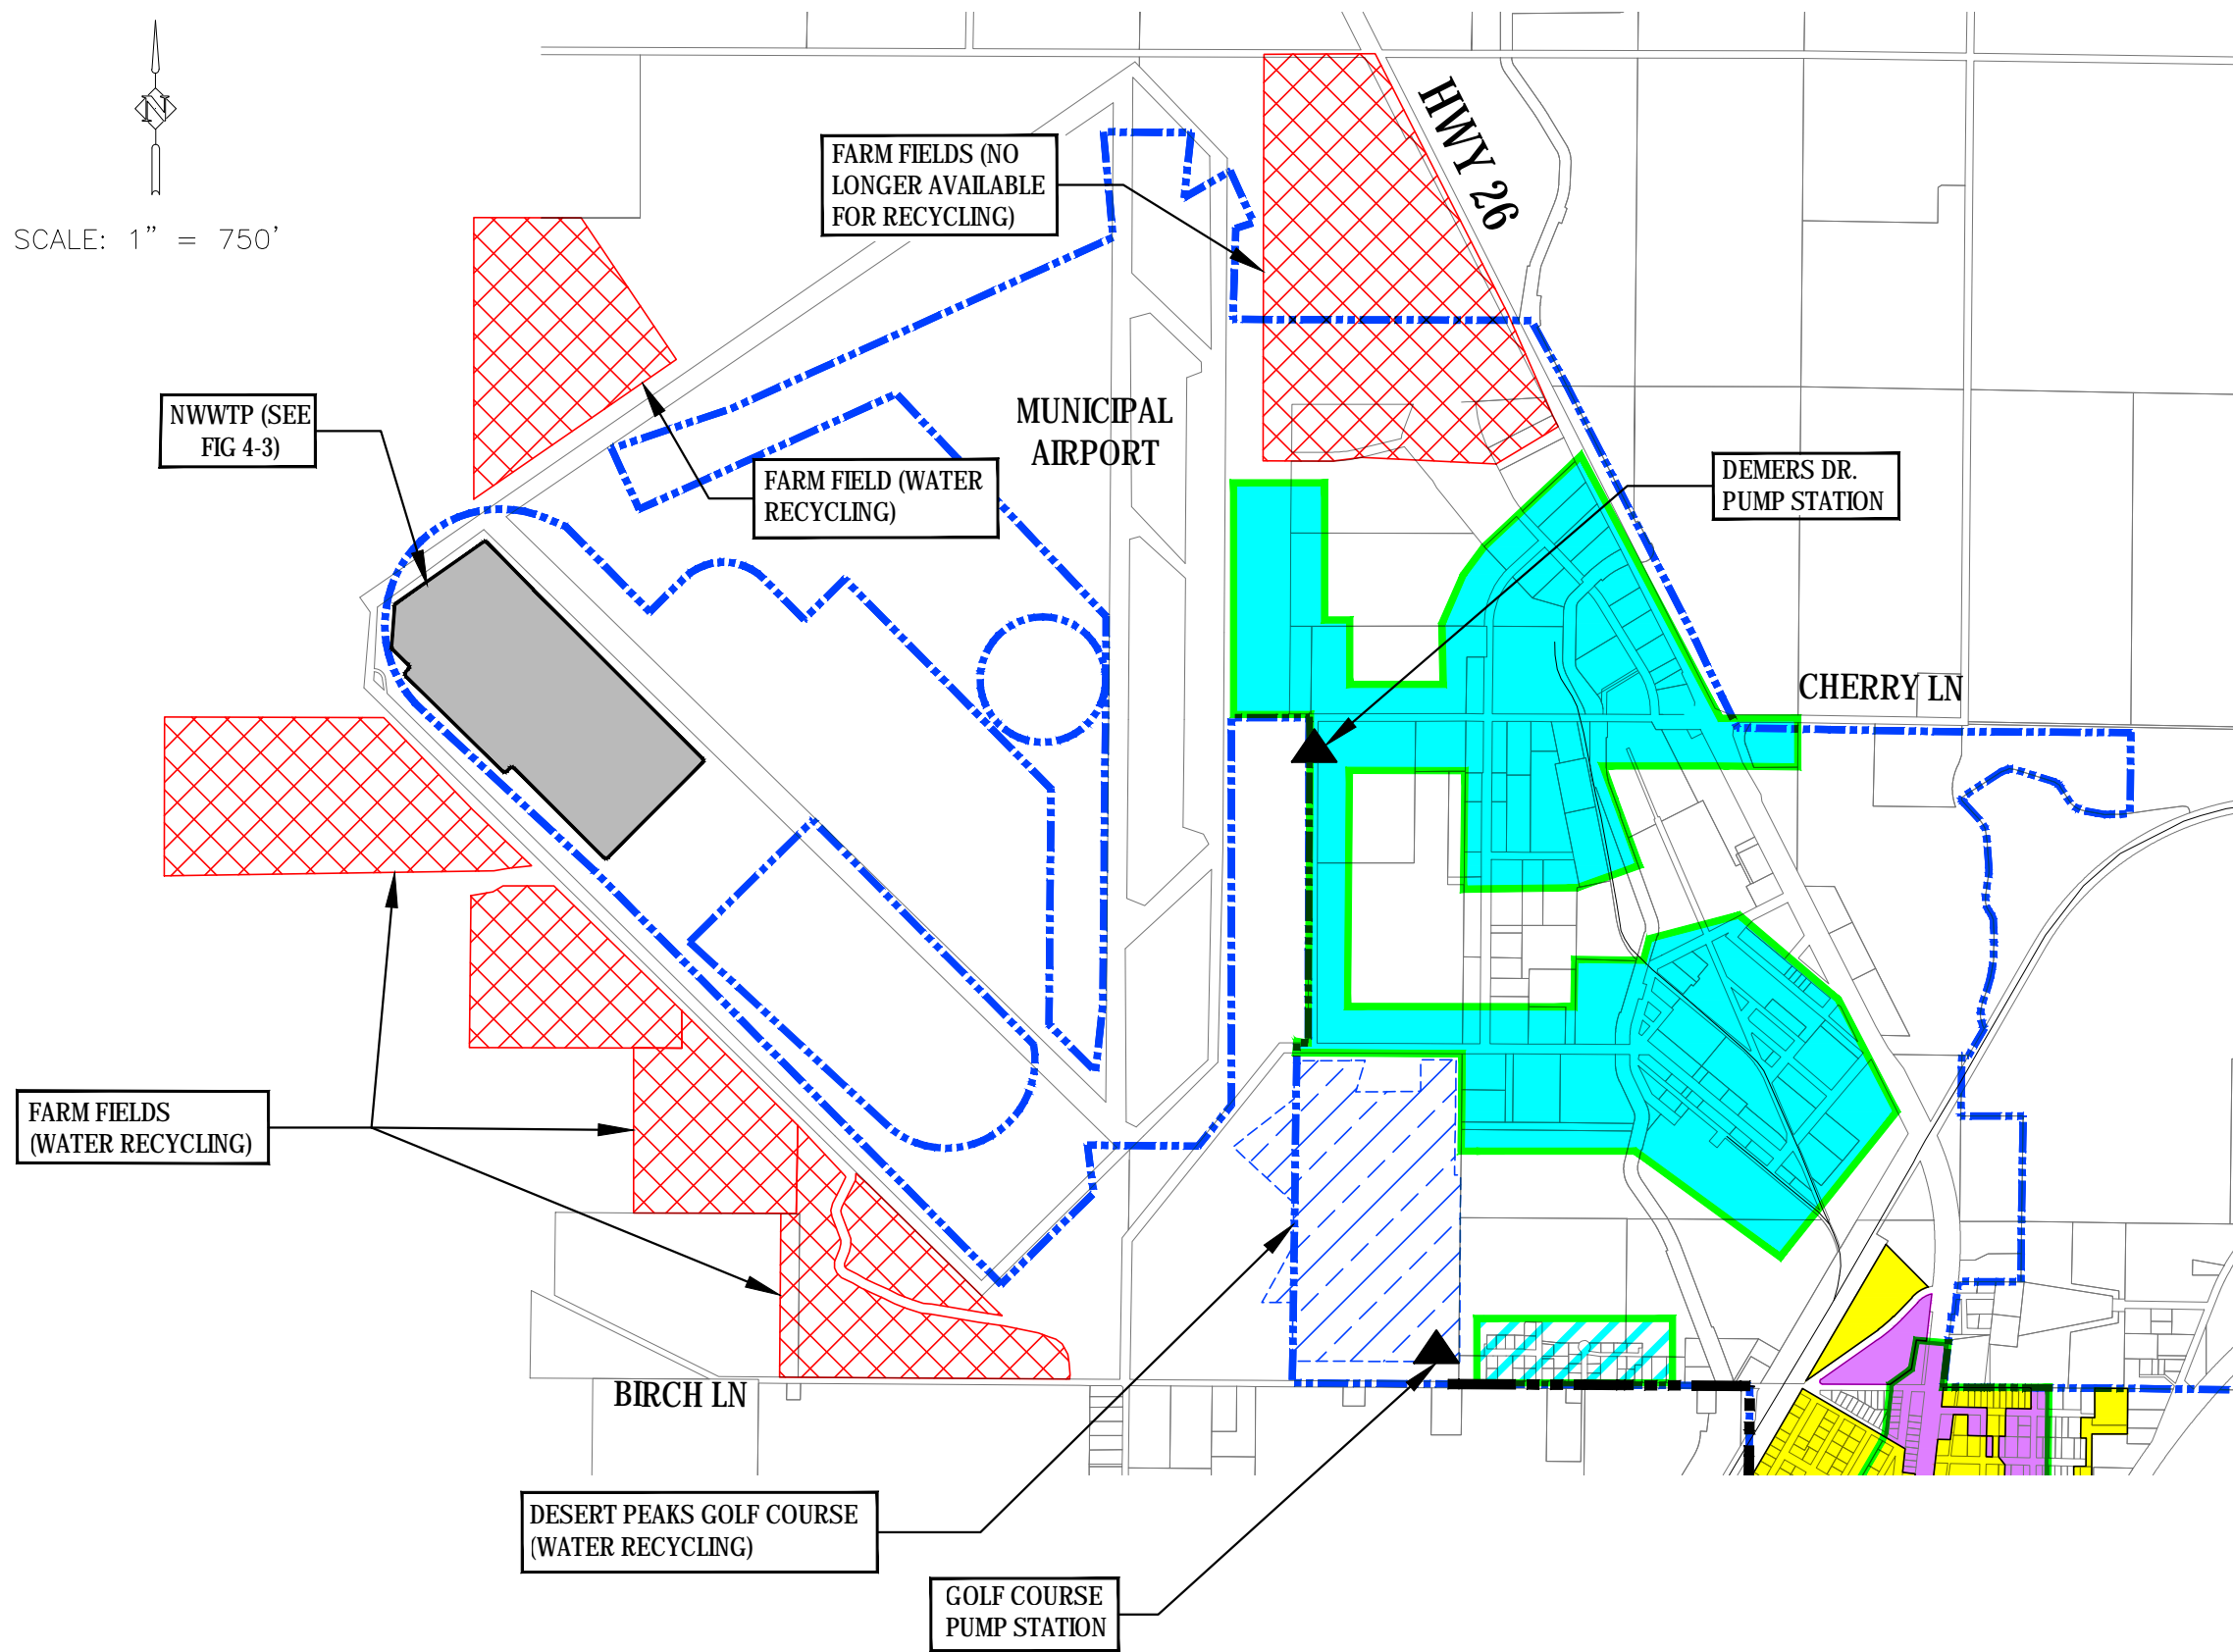 N
SCALE: 1" = 750'
FARM FIELDS (NO
LONGER AVAILABLE
FOR RECYCLING)
HWY 26
NWWTP (SEE
FIG 4-3)
MUNICIPAL
AIRPORT
FARM FIELD (WATER
RECYCLING)
DEMERS DR.
PUMP STATION
CHERRY LN
FARM FIELDS
(WATER RECYCLING)
BIRCH LN
DESERT PEAKS GOLF COURSE
(WATER RECYCLING)
GOLF COURSE
PUMP STATION